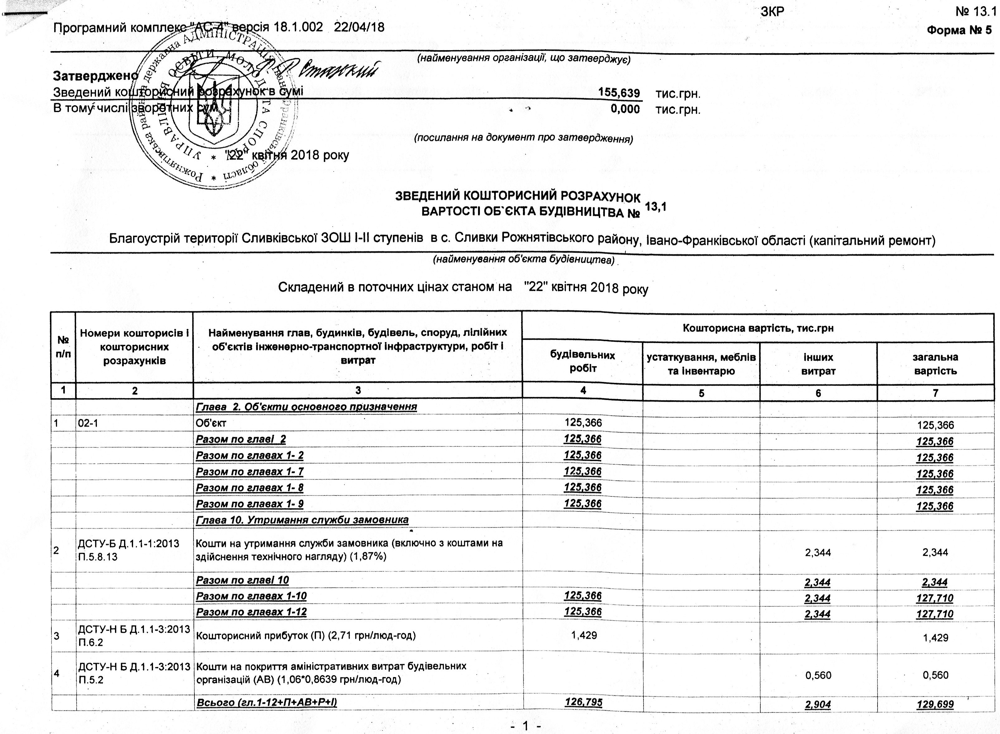 ЗКР № 13.1
Програмний комплекс "АС-4" версія 18.1.002 22/04/18
Форма № 5
(найменування організації, що затверджує)
Затверджено
Зведений кошторисний розрахунок в сумі 155,639 тис.грн.
В тому числі зворотних сум 0,000 тис.грн.
(посилання на документ про затвердження)
"22" квітня 2018 року
Рожнятівська районна державна АДМІНІСТРАЦІЯ Івано-Франківської області
УПРАВЛІННЯ ОСВІТИ, МОЛОДІ ТА СПОРТУ
ЗВЕДЕНИЙ КОШТОРИСНИЙ РОЗРАХУНОК
ВАРТОСТІ ОБ`ЄКТА БУДІВНИЦТВА № 13,1
Благоустрій території Сливківської ЗОШ І-ІІ ступенів в с. Сливки Рожнятівського району, Івано-Франківської області (капітальний ремонт)
(найменування об'єкта будівництва)
Складений в поточних цінах станом на "22" квітня 2018 року
№ п/п
Номери кошторисів і
кошторисних
розрахунків
Найменування глав, будинків, будівель, споруд, лілійних
об'єктів інженерно-транспортної інфраструктури, робіт і
витрат
Кошторисна вартість, тис.грн
будівельних
робіт
устаткування, меблів
та інвентарю
інших
витрат
загальна
вартість
1 2 3 4 5 6 7
Глава 2. Об'єкти основного призначення
1 02-1 Об'єкт 125,366 125,366
Разом по главі 2 125,366 125,366
Разом по главах 1- 2 125,366 125,366
Разом по главах 1- 7 125,366 125,366
Разом по главах 1- 8 125,366 125,366
Разом по главах 1- 9 125,366 125,366
Глава 10. Утримання служби замовника
2 ДСТУ-Б Д.1.1-1:2013 Кошти на утримання служби замовника (включно з коштами на
П.5.8.13 здійснення технічного нагляду) (1,87%) 2,344 2,344
Разом по главі 10 2,344 2,344
Разом по главах 1-10 125,366 2,344 127,710
Разом по главах 1-12 125,366 2,344 127,710
3 ДСТУ-Н Б Д.1.1-3:2013
П.6.2 Кошторисний прибуток (П) (2,71 грн/люд-год) 1,429 1,429
4 ДСТУ-Н Б Д.1.1-3:2013 Кошти на покриття аміністративних витрат будівельних
П.5.2 організацій (АВ) (1,06*0,8639 грн/люд-год) 0,560 0,560
Всього (гл.1-12+П+АВ+Р+І) 126,795 2,904 129,699
- 1 -